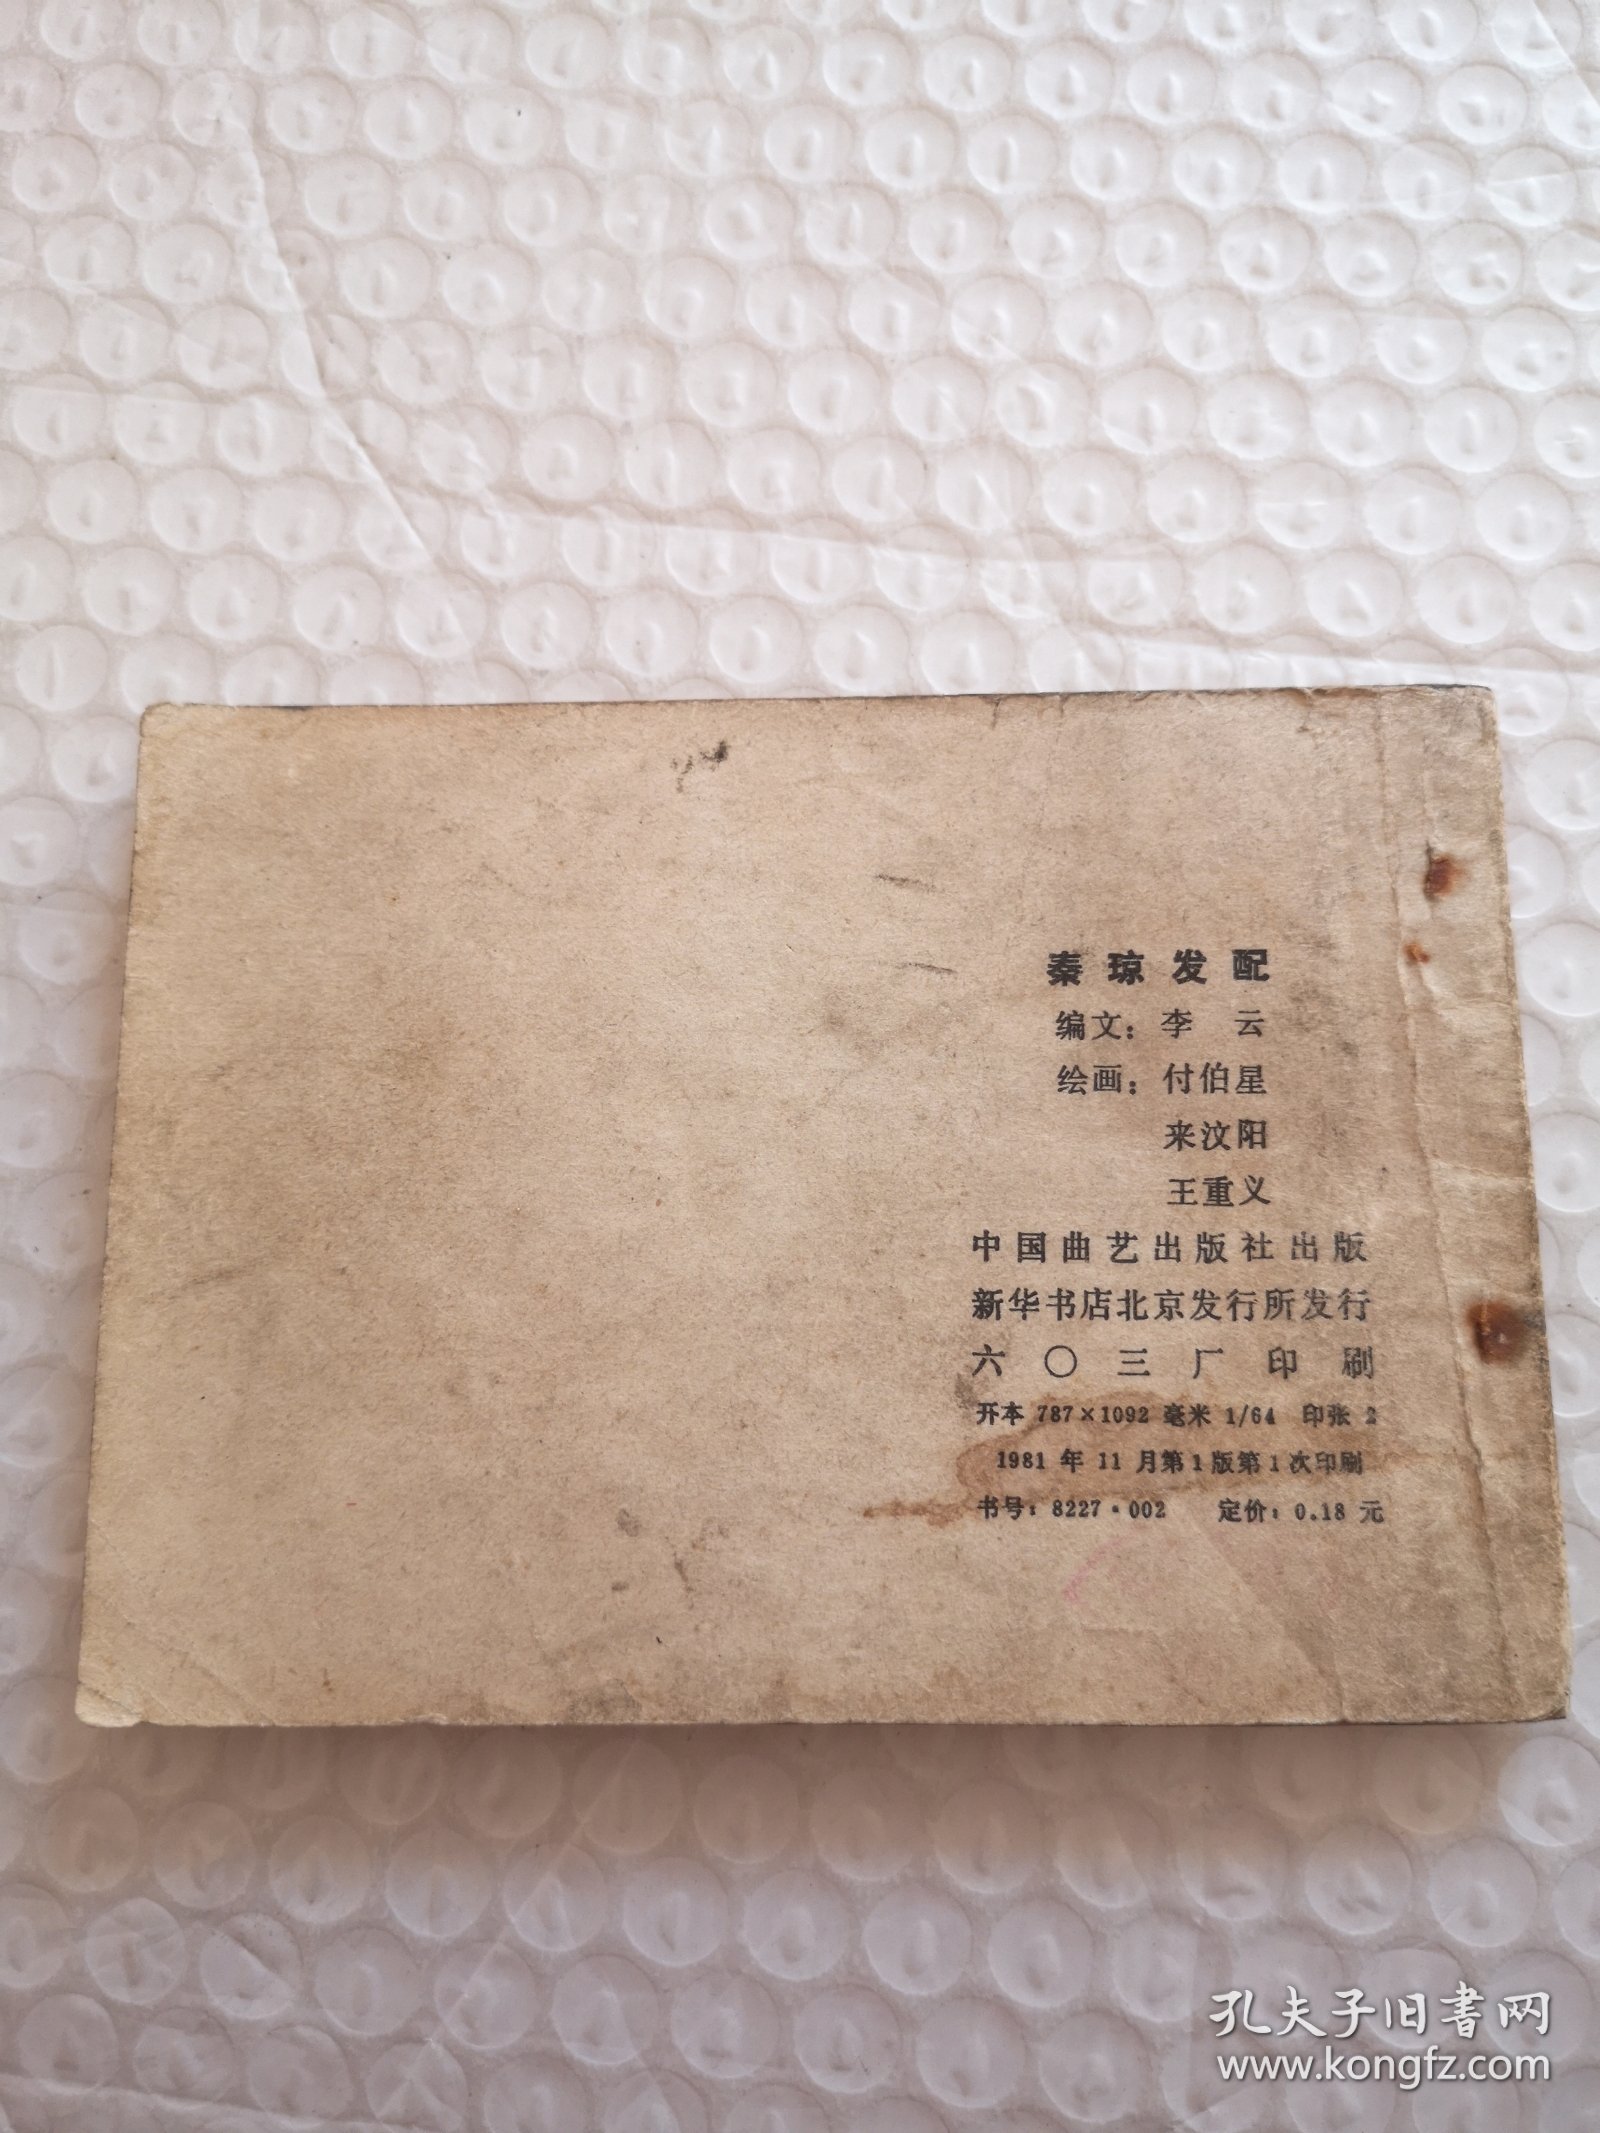 秦琼发配
编文：李　云
绘画：付伯星
来汶阳
王重义
中国曲艺出版社出版
新华书店北京发行所发行
六〇三厂印刷
开本 787×1092 毫米 1/64 印张 2
1981 年 11 月第1版第1次印刷
书号：8227·002 定价：0.18 元
孔夫子旧書网
www.kongfz.com